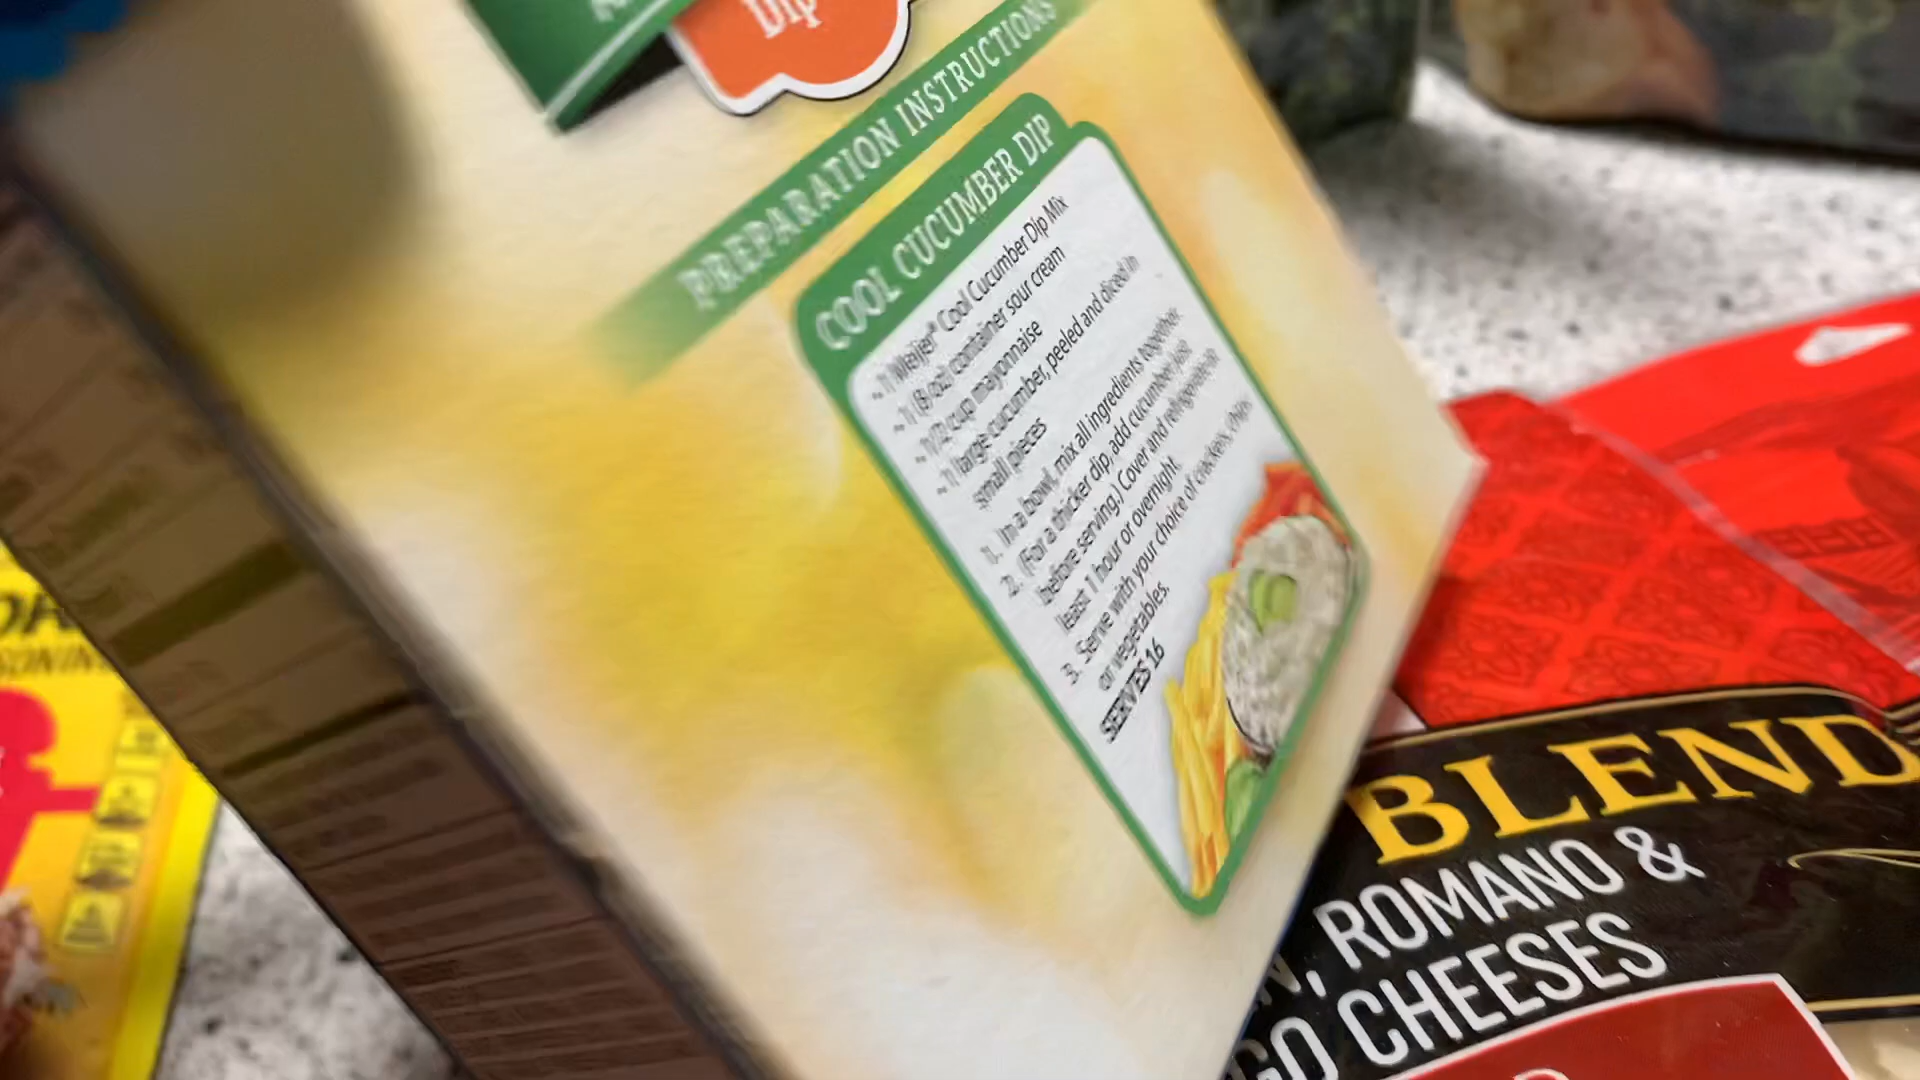 Dip
PREPARATION INSTRUCTIONS
COOL CUCUMBER DIP
~ 1 Meijer® Cool Cucumber Dip Mix
~ 1 (8 oz) container sour cream
~ 1/2 cup mayonnaise
~ 1 large cucumber, peeled and diced in
small pieces
1. In a bowl, mix all ingredients together.
2. (For a thicker dip, add cucumber just
before serving.) Cover and refrigerate
least 1 hour or overnight.
3. Serve with your choice of crackers, chips
or vegetables.
SERVES 16
BLEND
ROMANO &
GO CHEESES